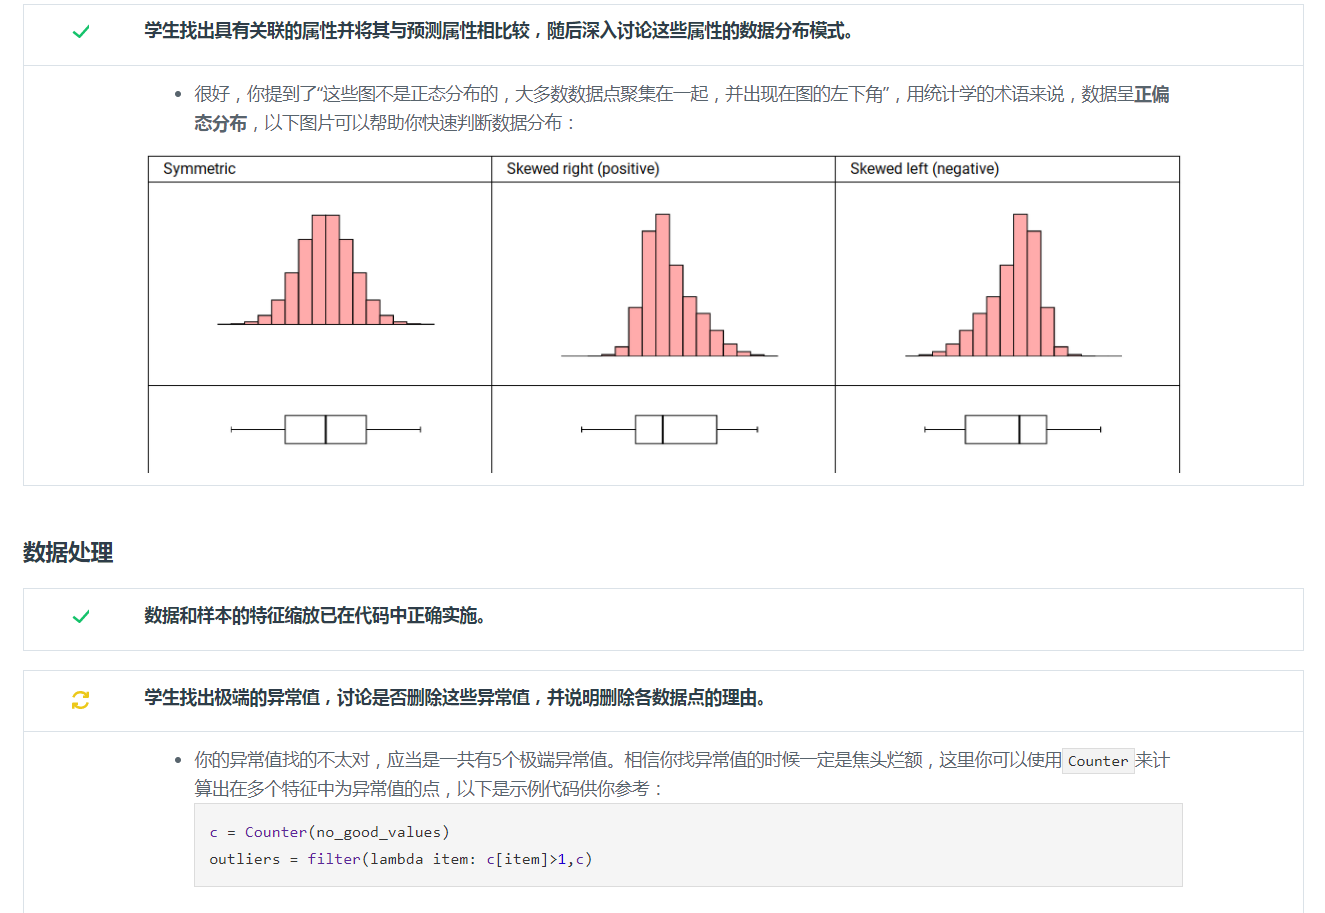 学生找出具有关联的属性并将其与预测属性相比较，随后深入讨论这些属性的数据分布模式。
很好，你提到了“这些图不是正态分布的，大多数数据点聚集在一起，并出现在图的左下角”，用统计学的术语来说，数据呈正偏
态分布，以下图片可以帮助你快速判断数据分布：
Symmetric
Skewed right (positive)
Skewed left (negative)
数据处理
数据和样本的特征缩放已在代码中正确实施。
学生找出极端的异常值，讨论是否删除这些异常值，并说明删除各数据点的理由。
你的异常值找的不太对，应当是一共有5个极端异常值。相信你找异常值的时候一定是焦头烂额，这里你可以使用 Counter 来计
算出在多个特征中为异常值的点，以下是示例代码供你参考：
c = Counter(no_good_values)
outliers = filter(lambda item: c[item]>1,c)